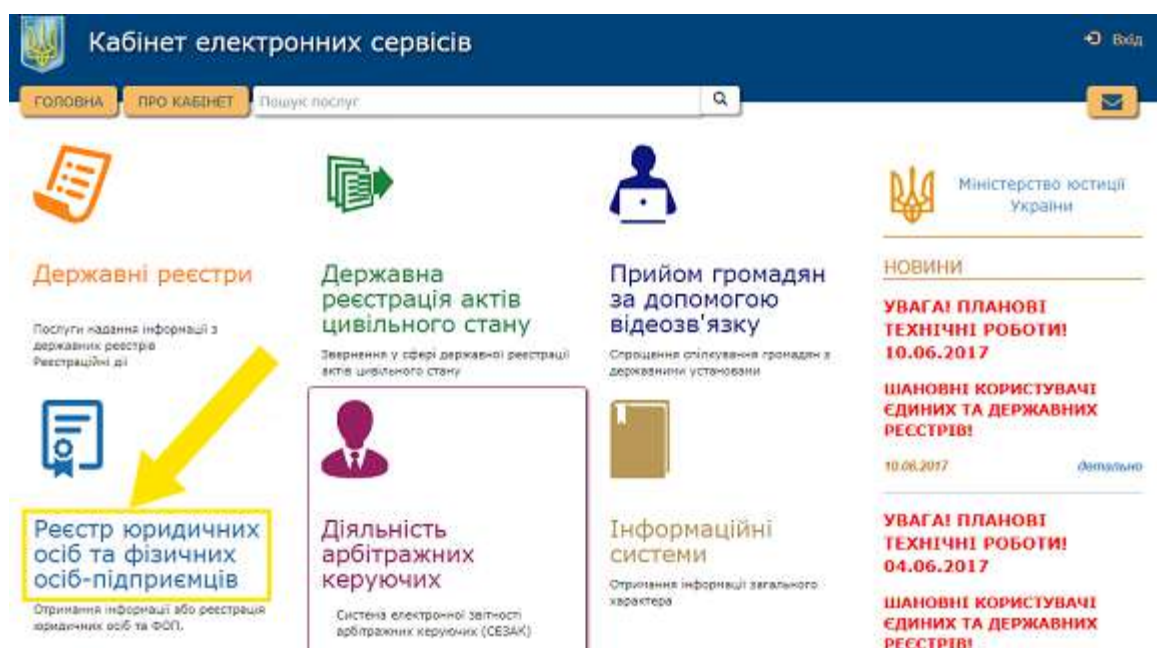 Кабінет електронних сервісів
Вхід
ГОЛОВНА
ПРО КАБІНЕТ
Пошук послуг
Державні реєстри
Послуги надання інформації з
державних реєстрів
Реєстраційні дії
Державна
реєстрація актів
цивільного стану
Звернення у сфері державної реєстрації
актів цивільного стану
Прийом громадян
за допомогою
відеозв'язку
Спрощення спілкування громадян з
державними установами
Реєстр юридичних
осіб та фізичних
осіб-підприємців
Отримання інформації або реєстрація
юридичних осіб та ФОП.
Діяльність
арбітражних
керуючих
Система електронної звітності
арбітражних керуючих (СЕЗАК)
Інформаційні
системи
Отримання інформації загального
характера
Міністерство юстиції
України
НОВИНИ
УВАГА! ПЛАНОВІ
ТЕХНІЧНІ РОБОТИ!
10.06.2017
ШАНОВНІ КОРИСТУВАЧІ
ЄДИНИХ ТА ДЕРЖАВНИХ
РЕЄСТРІВ!
10.06.2017
детально
УВАГА! ПЛАНОВІ
ТЕХНІЧНІ РОБОТИ!
04.06.2017
ШАНОВНІ КОРИСТУВАЧІ
ЄДИНИХ ТА ДЕРЖАВНИХ
РЕЄСТРІВ!